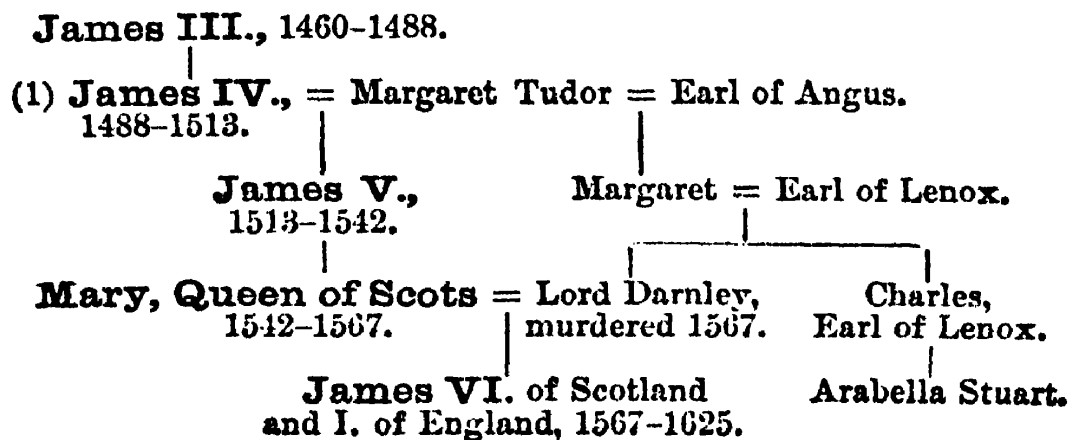 James III., 1460-1488.
(1) James IV., = Margaret Tudor = Earl of Angus.
1488-1513.
James V.,
1513-1542.
Margaret = Earl of Lenox.
Mary, Queen of Scots = Lord Darnley,
1542-1567.
murdered 1567.
Charles,
Earl of Lenox.
James VI. of Scotland
and I. of England, 1567-1625.
Arabella Stuart.